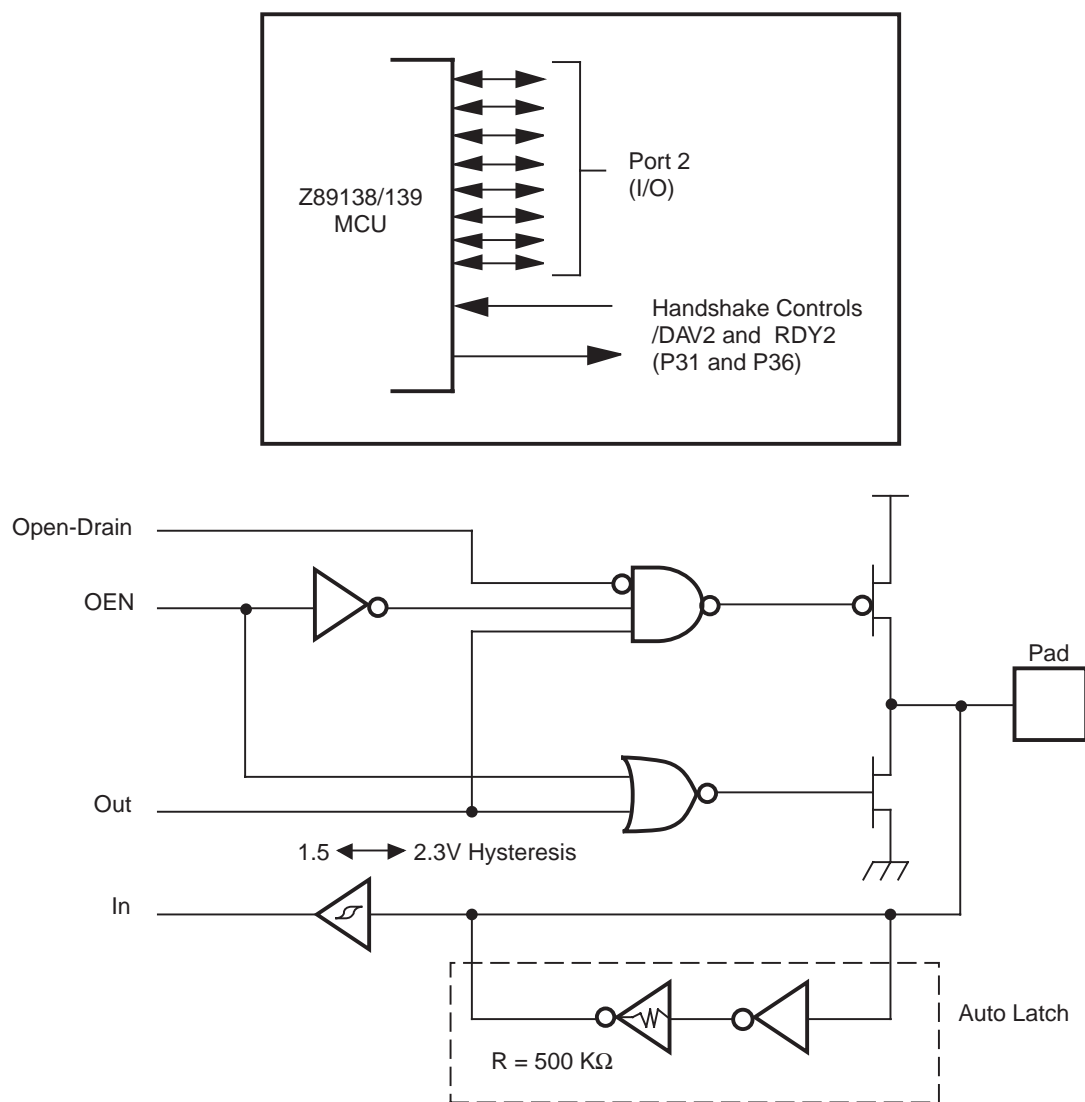 Z89138/139
MCU
Port 2
(I/O)
Handshake Controls
/DAV2 and RDY2
(P31 and P36)
Open-Drain
OEN
Pad
Out
1.5 2.3V Hysteresis
In
Auto Latch
R = 500 KΩ